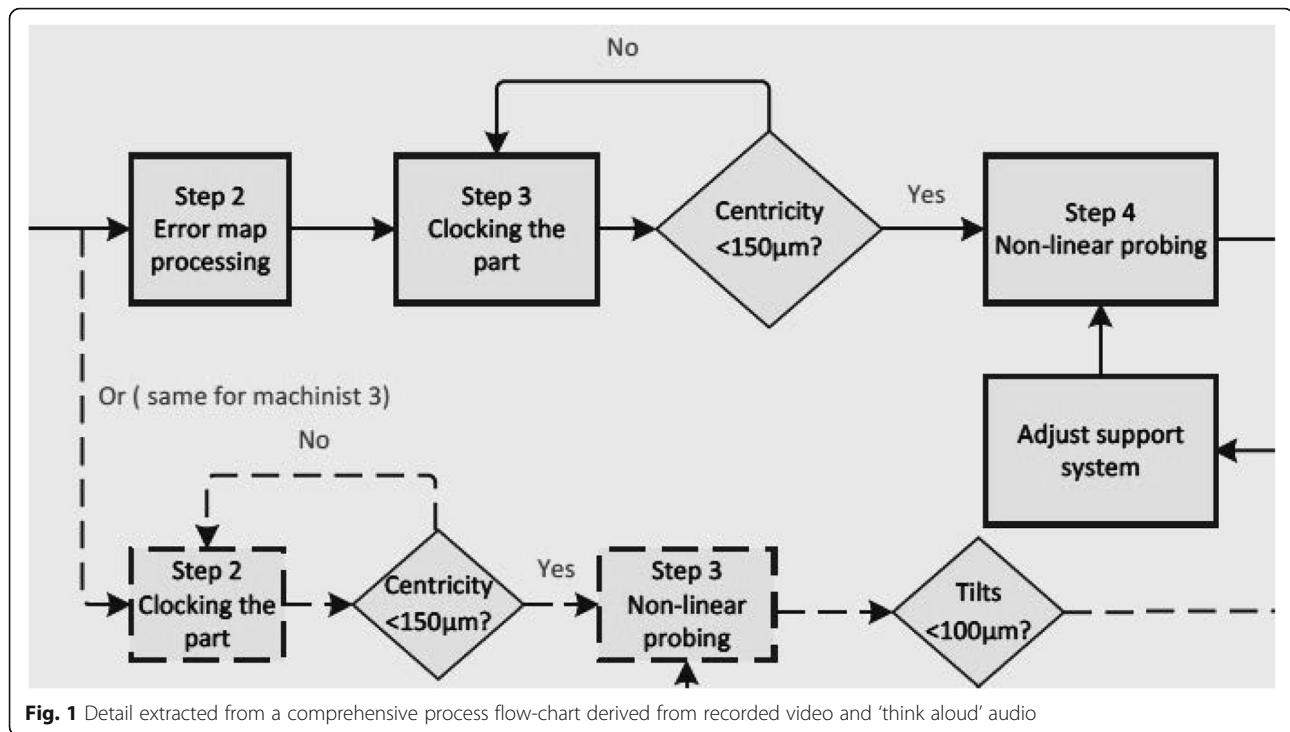 No
Step 2
Error map
processing
Step 3
Clocking the
part
Centricity
<150µm?
Yes
Step 4
Non-linear probing
Or ( same for machinist 3)
Adjust support
system
No
Step 2
Clocking the
part
Centricity
<150µm?
Yes
Step 3
Non-linear
probing
Tilts
<100µm?
Fig. 1 Detail extracted from a comprehensive process flow-chart derived from recorded video and ‘think aloud’ audio